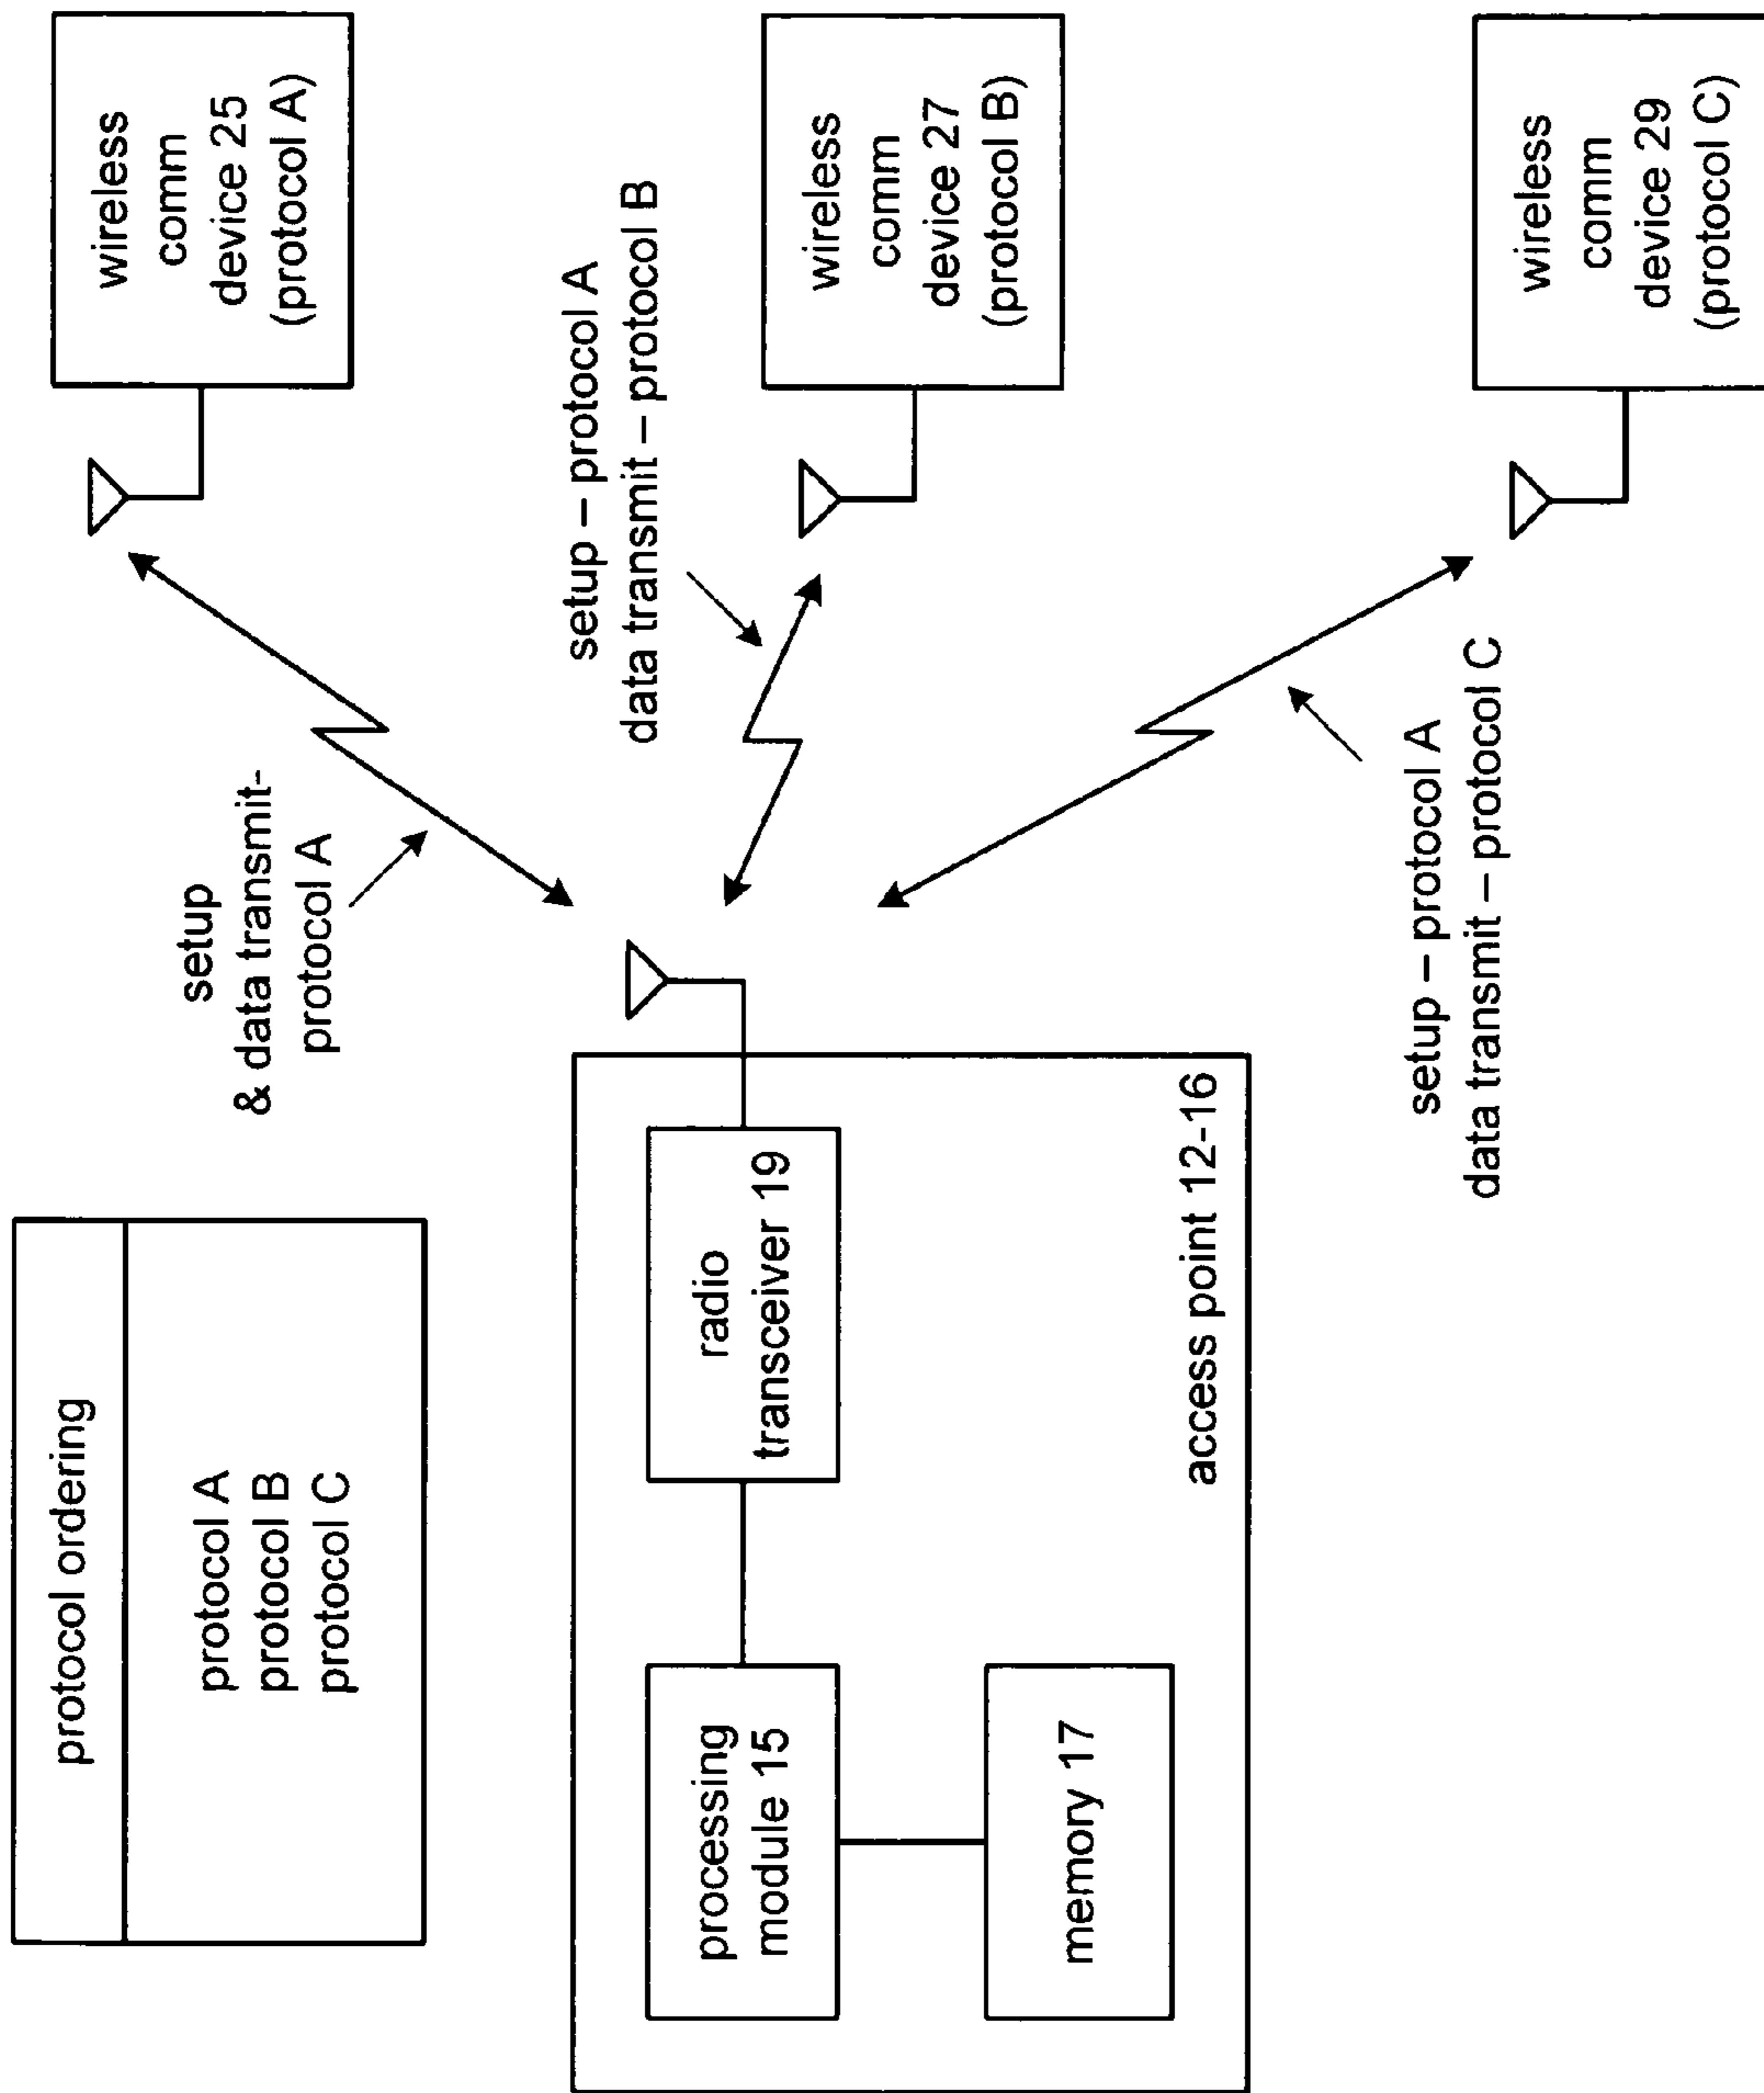 protocol ordering
protocol A
protocol B
protocol C
setup
& data transmit-
protocol A
wireless
comm
device 25
(protocol A)
setup – protocol A
data transmit – protocol B
wireless
comm
device 27
(protocol B)
processing
module 15
radio
transceiver 19
memory 17
access point 12-16
setup – protocol A
data transmit – protocol C
wireless
comm
device 29
(protocol C)